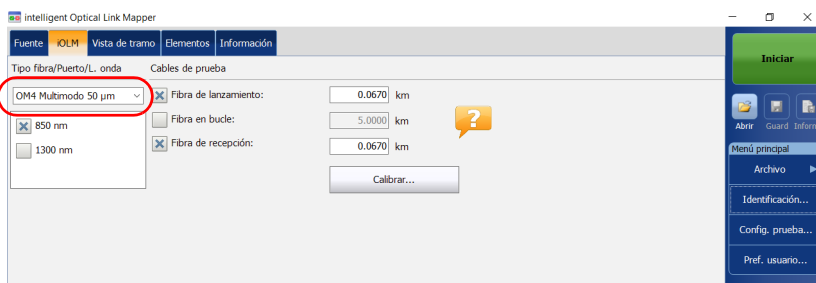 intelligent Optical Link Mapper
Fuente iOLM Vista de tramo Elementos Información
Tipo fibra/Puerto/L. onda Cables de prueba
OM4 Multimodo 50 µm
850 nm
1300 nm
Fibra de lanzamiento: 0.0670 km
Fibra en bucle: 5.0000 km
Fibra de recepción: 0.0670 km
?
Calibrar...
Iniciar
Abrir Guard Inform
Menú principal
Archivo
Identificación...
Config. prueba...
Pref. usuario...